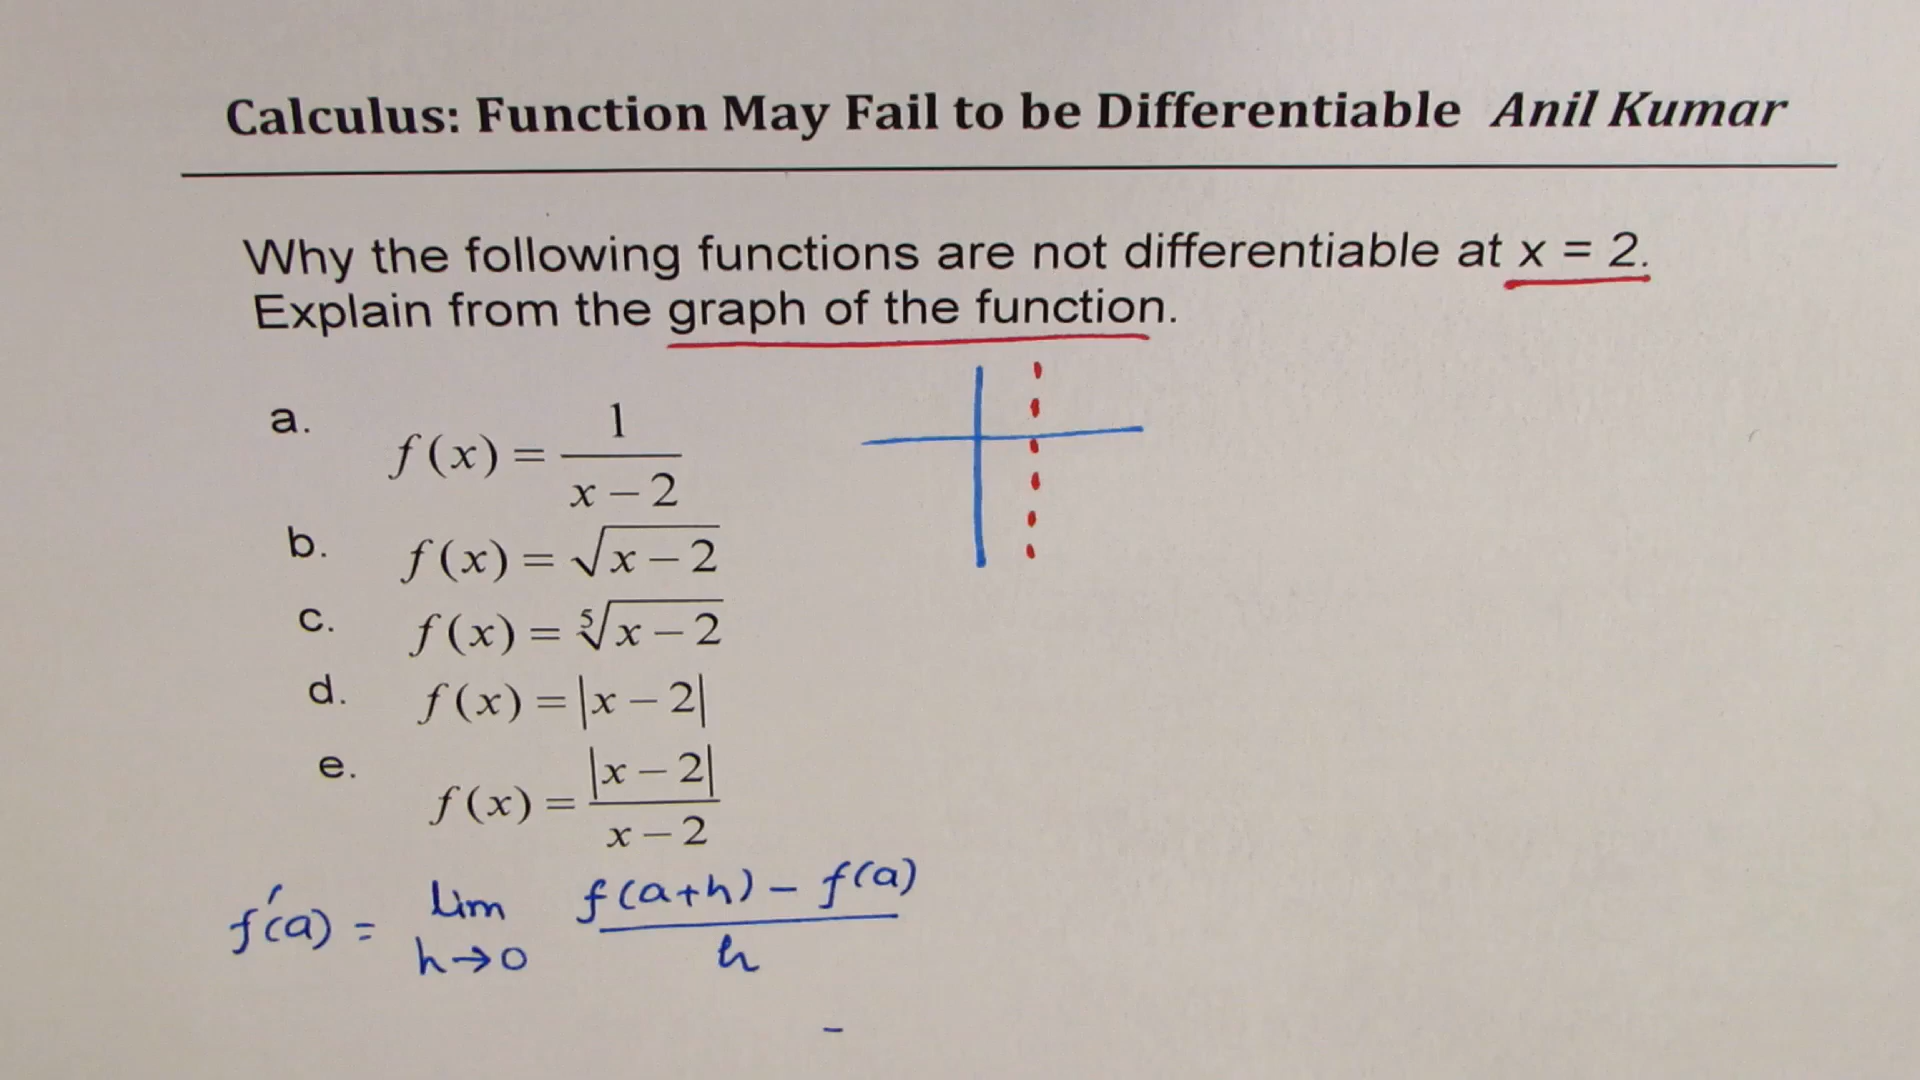 Calculus: Function May Fail to be Differentiable Anil Kumar
Why the following functions are not differentiable at x = 2.
Explain from the graph of the function.
a. f(x) = 1/(x − 2)
b. f(x) = √(x − 2)
c. f(x) = ⁵√(x − 2)
d. f(x) = |x − 2|
e. f(x) = |x − 2|/(x − 2)
f'(a) = lim h→0 (f(a+h) − f(a))/h